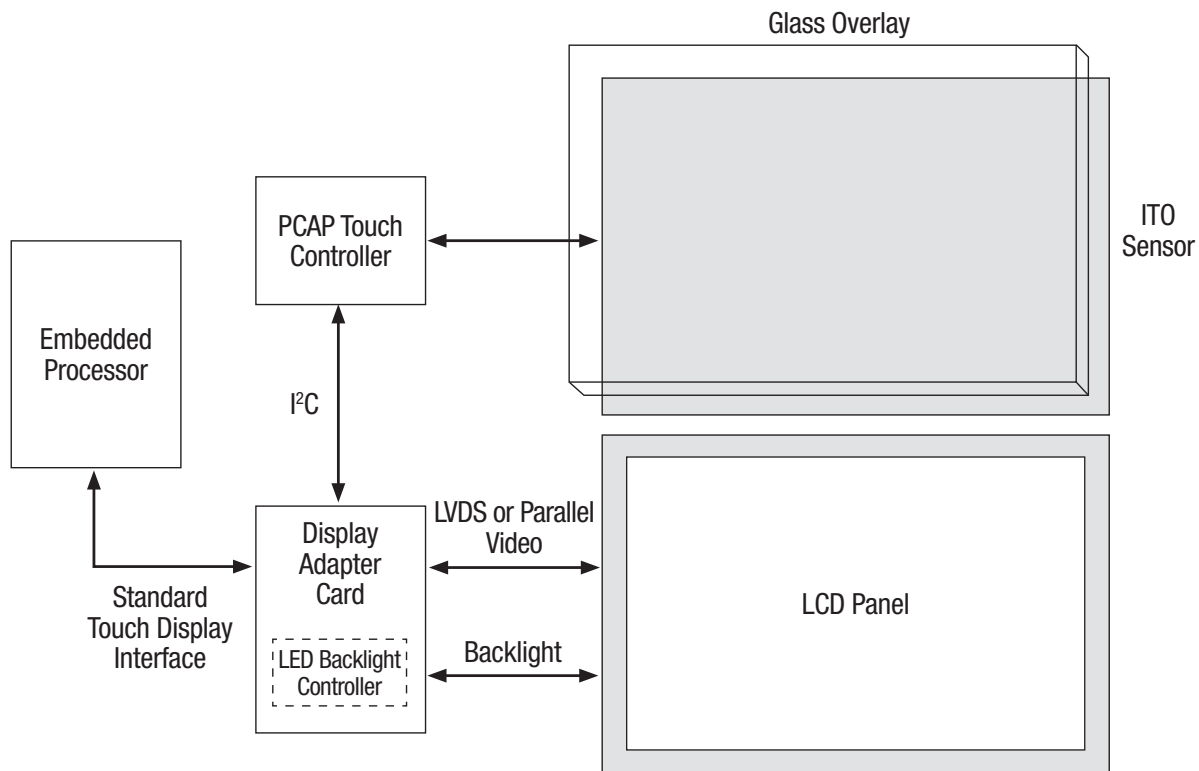 Glass Overlay
PCAP Touch
Controller
ITO
Sensor
Embedded
Processor
I²C
LVDS or Parallel
Video
Display
Adapter
Card
LCD Panel
Standard
Touch Display
Interface
LED Backlight
Controller
Backlight